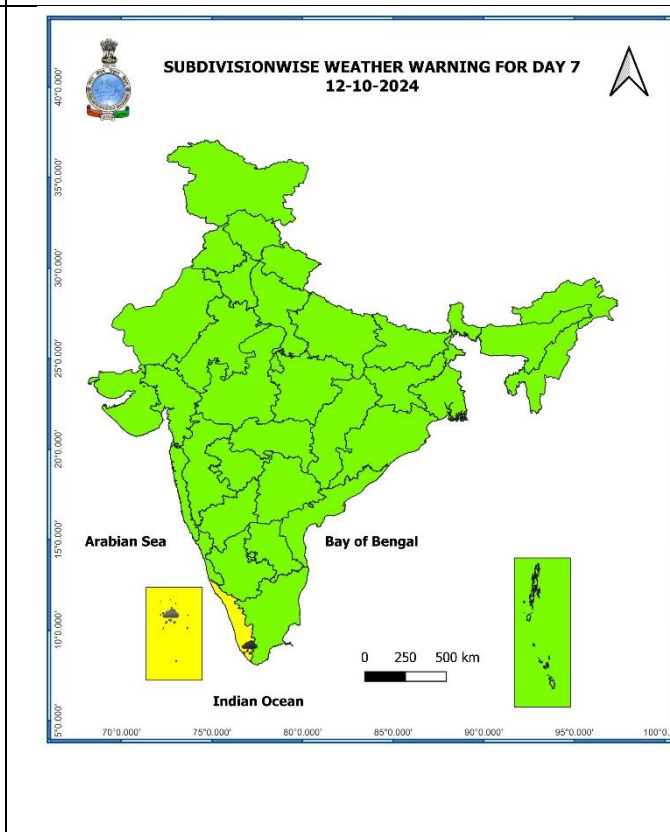 SUBDIVISIONWISE WEATHER WARNING FOR DAY 7
12-10-2024
40°0.000'
35°0.000'
30°0.000'
25°0.000'
20°0.000'
15°0.000'
10°0.000'
5°0.000'
Arabian Sea
Bay of Bengal
0 250 500 km
Indian Ocean
70°0.000' 75°0.000' 80°0.000' 85°0.000' 90°0.000' 95°0.000' 100°0.